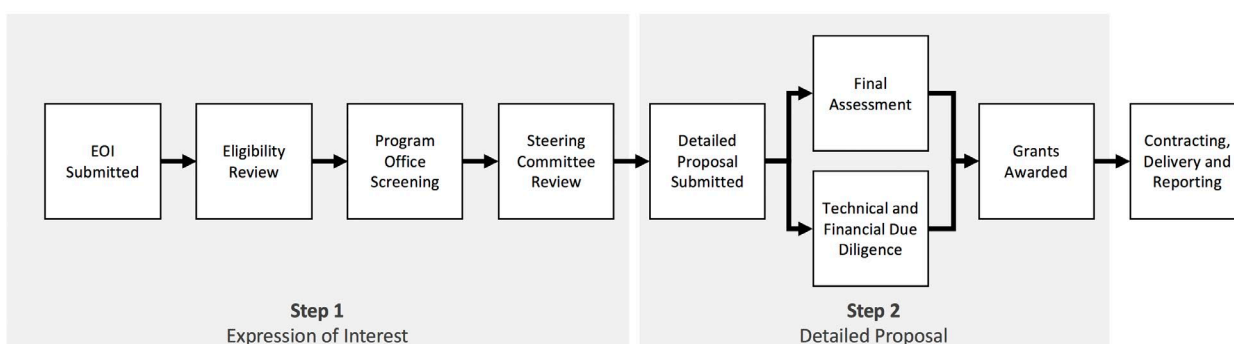 EOI
Submitted
Eligibility
Review
Program
Office
Screening
Steering
Committee
Review
Detailed
Proposal
Submitted
Final
Assessment
Technical and
Financial Due
Diligence
Grants
Awarded
Contracting,
Delivery and
Reporting
Step 1
Expression of Interest
Step 2
Detailed Proposal